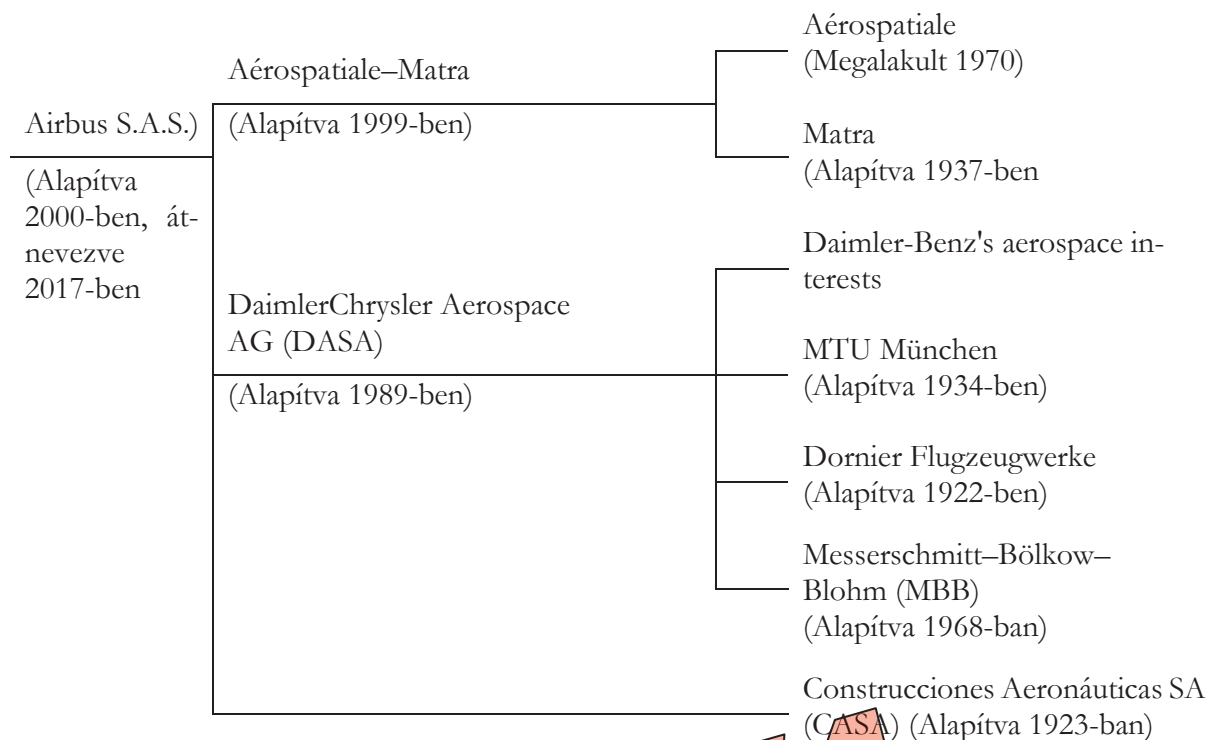 Airbus S.A.S.)
(Alapítva
2000-ben, át-
nevezve
2017-ben
Aérospatiale–Matra
(Alapítva 1999-ben)
Aérospatiale
(Megalakult 1970)
Matra
(Alapítva 1937-ben
DaimlerChrysler Aerospace
AG (DASA)
(Alapítva 1989-ben)
Daimler-Benz's aerospace in-
terests
MTU München
(Alapítva 1934-ben)
Dornier Flugzeugwerke
(Alapítva 1922-ben)
Messerschmitt–Bölkow–
Blohm (MBB)
(Alapítva 1968-ban)
Construcciones Aeronáuticas SA
(CASA) (Alapítva 1923-ban)